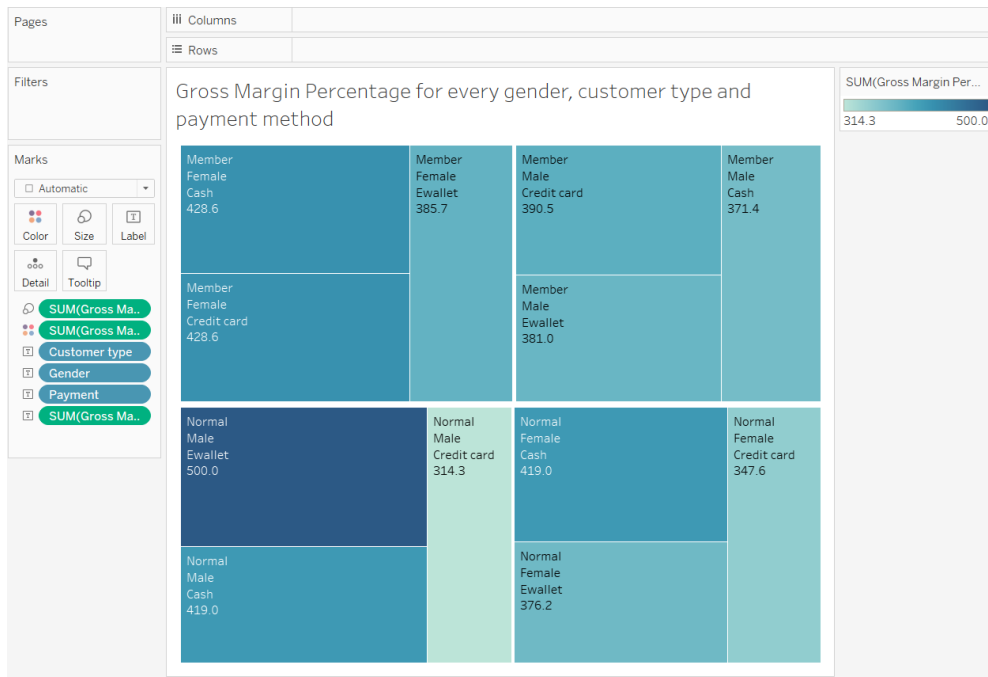 Pages
Columns
Rows
Filters
Gross Margin Percentage for every gender, customer type and
payment method
SUM(Gross Margin Per...
314.3 500.0
Marks
Automatic
Color Size Label
Detail Tooltip
SUM(Gross Ma..
SUM(Gross Ma..
Customer type
Gender
Payment
SUM(Gross Ma..
Member
Female
Cash
428.6
Member
Female
Ewallet
385.7
Member
Male
Credit card
390.5
Member
Male
Cash
371.4
Member
Female
Credit card
428.6
Member
Male
Ewallet
381.0
Normal
Male
Ewallet
500.0
Normal
Male
Credit card
314.3
Normal
Female
Cash
419.0
Normal
Female
Credit card
347.6
Normal
Male
Cash
419.0
Normal
Female
Ewallet
376.2